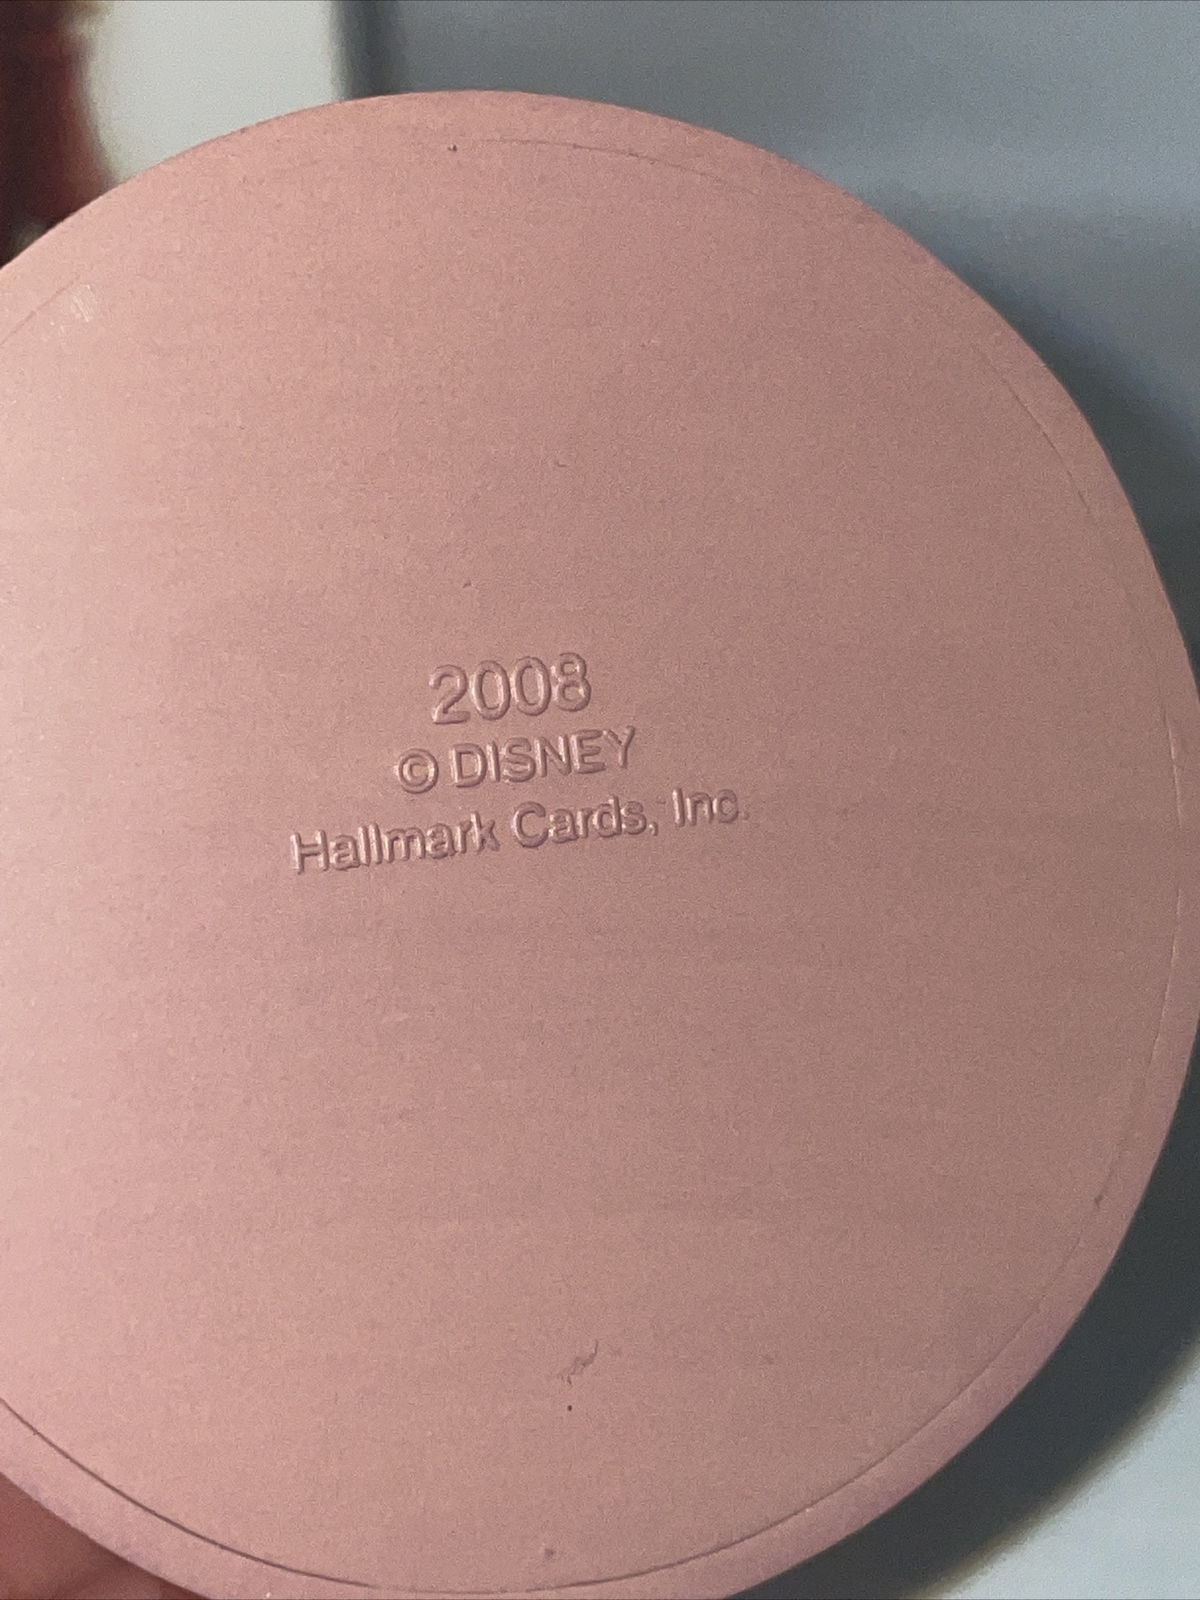 2008
© DISNEY
Hallmark Cards, Inc.